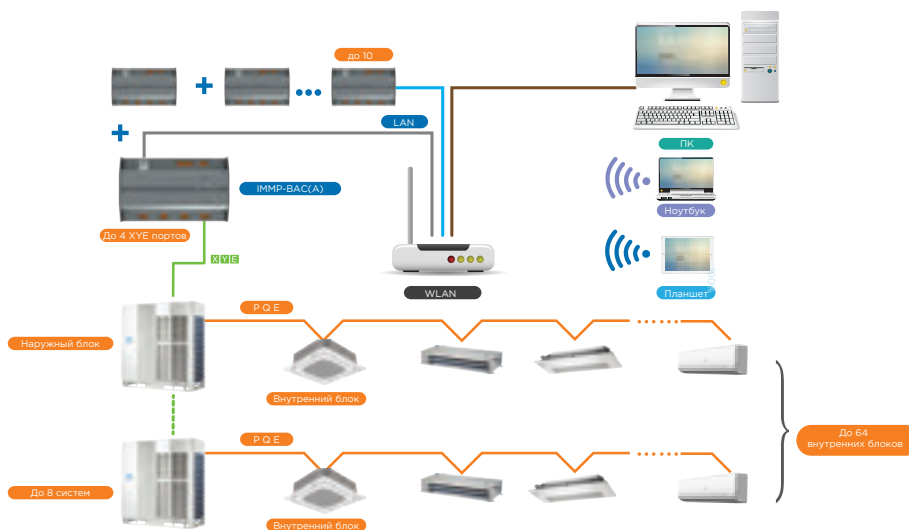 до 10
LAN
ПК
IMMP-BAC(A)
Ноутбук
До 4 XYE портов
X Y E
WLAN
Планшет
P Q E
Наружный блок
Внутренний блок
До 64
внутренних блоков
P Q E
До 8 систем
Внутренний блок